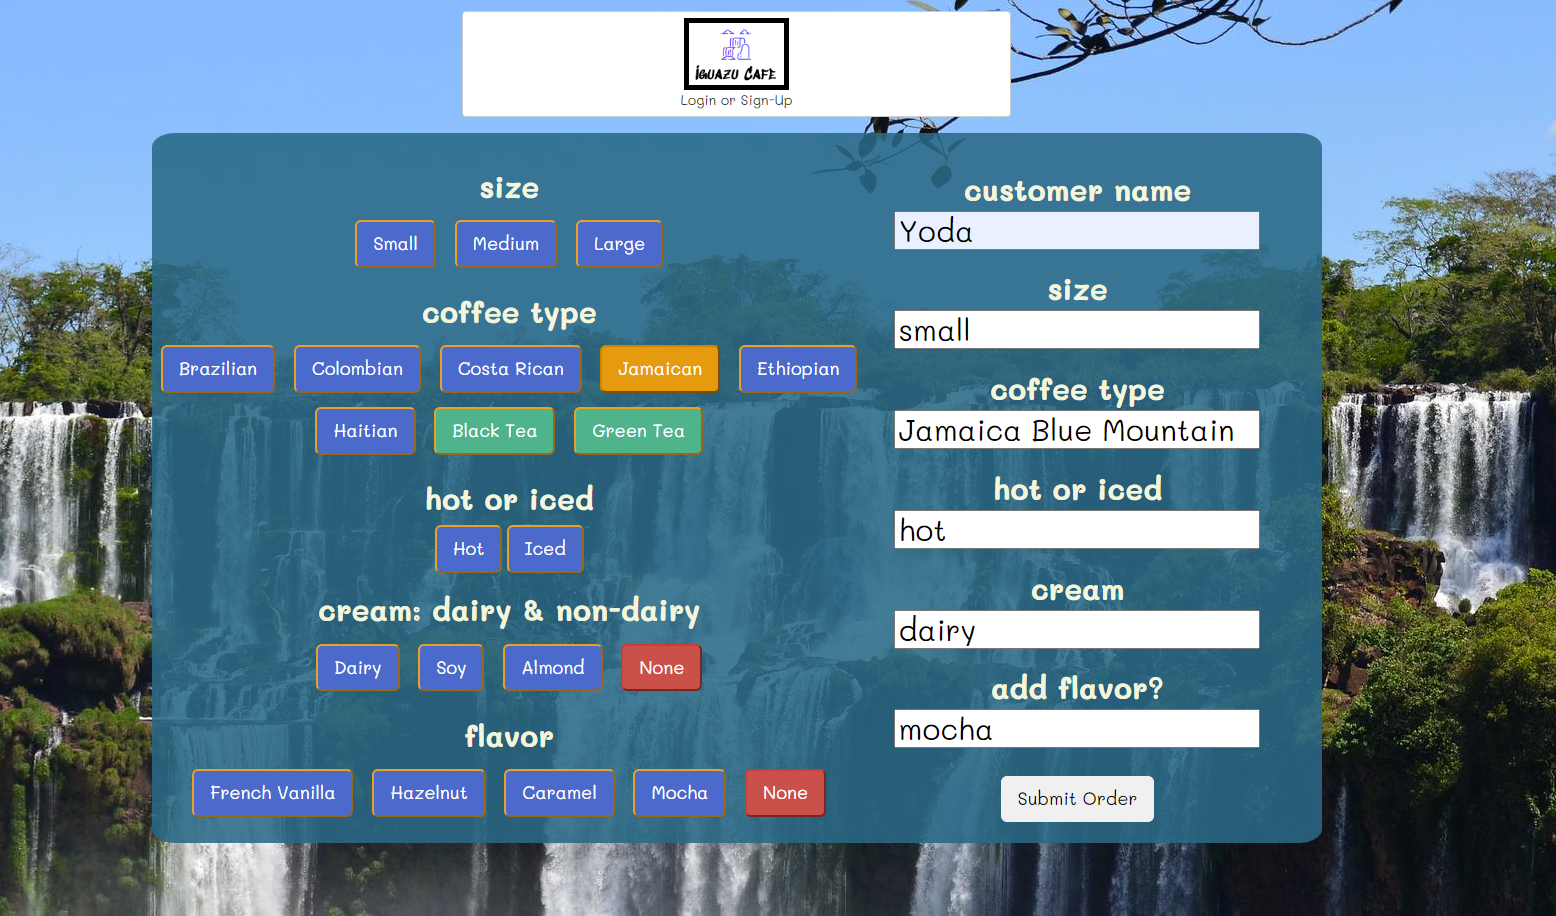 Iguazu Cafe
Login or Sign-Up
size
Small Medium Large
coffee type
Brazilian Colombian Costa Rican Jamaican Ethiopian
Haitian Black Tea Green Tea
hot or iced
Hot Iced
cream: dairy & non-dairy
Dairy Soy Almond None
flavor
French Vanilla Hazelnut Caramel Mocha None
customer name
Yoda
size
small
coffee type
Jamaica Blue Mountain
hot or iced
hot
cream
dairy
add flavor?
mocha
Submit Order